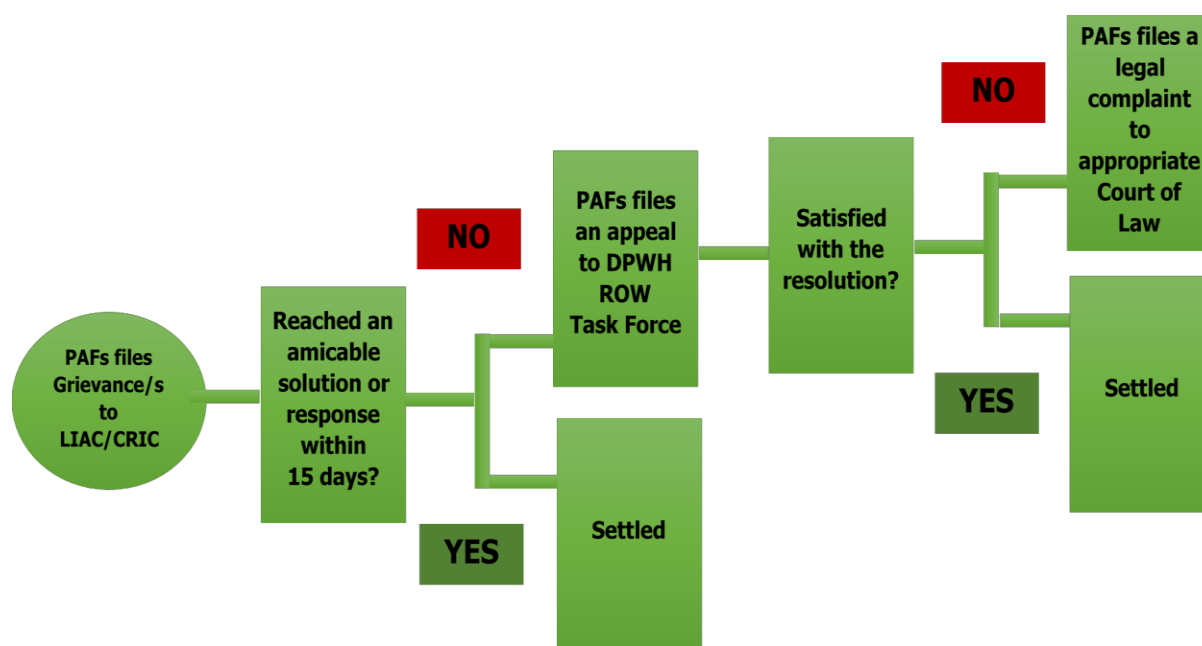 PAFs files
Grievance/s
to
LIAC/CRIC
Reached an
amicable
solution or
response
within
15 days?
NO
PAFs files
an appeal
to DPWH
ROW
Task Force
YES
Settled
Satisfied
with the
resolution?
NO
PAFs files a
legal
complaint
to
appropriate
Court of
Law
YES
Settled